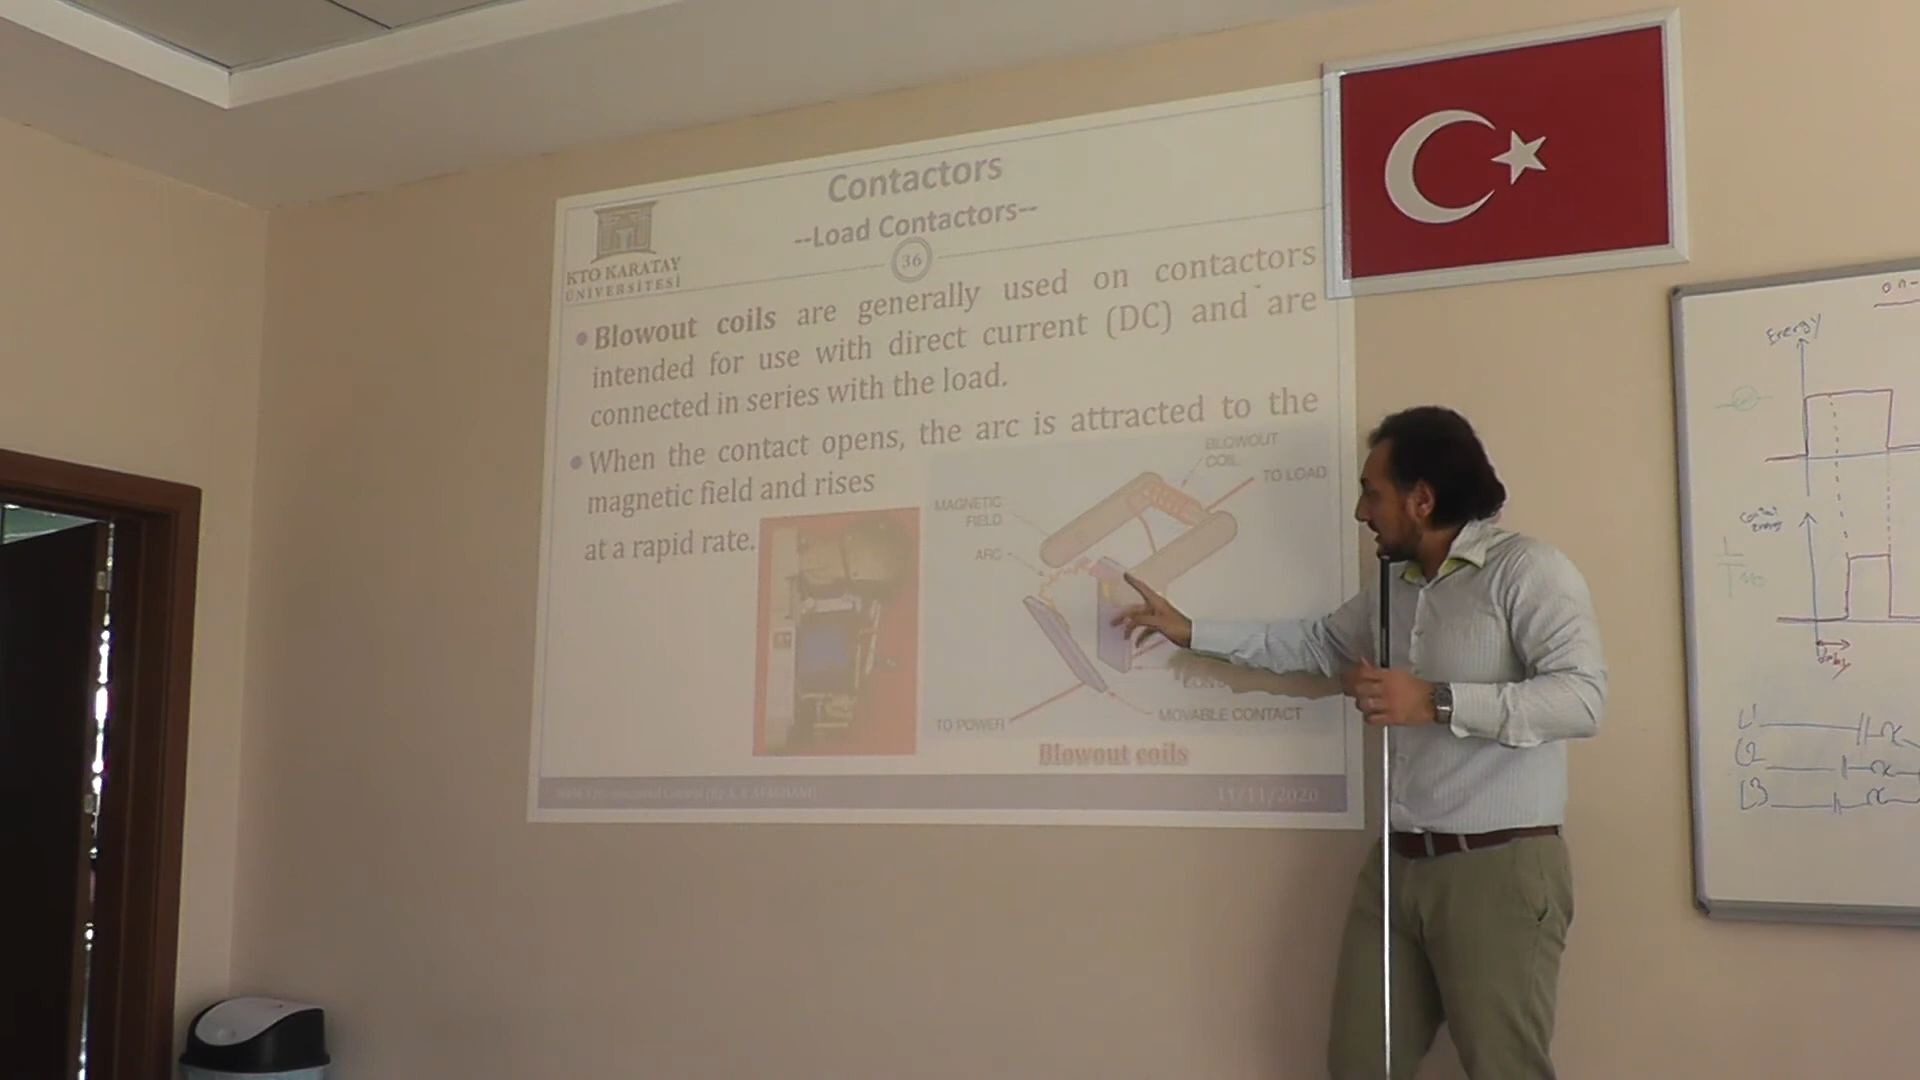 Contactors
--Load Contactors--
36
KTO KARATAY
ÜNİVERSİTESİ
Blowout coils are generally used on contactors
intended for use with direct current (DC) and are
connected in series with the load.
When the contact opens, the arc is attracted to the
magnetic field and rises
at a rapid rate.
BLOWOUT
COIL
TO LOAD
MAGNETIC
FIELD
ARC
TO POWER
MOVABLE CONTACT
Blowout coils
11/11/2020
on-
Energy
delay
L1
L2
L3